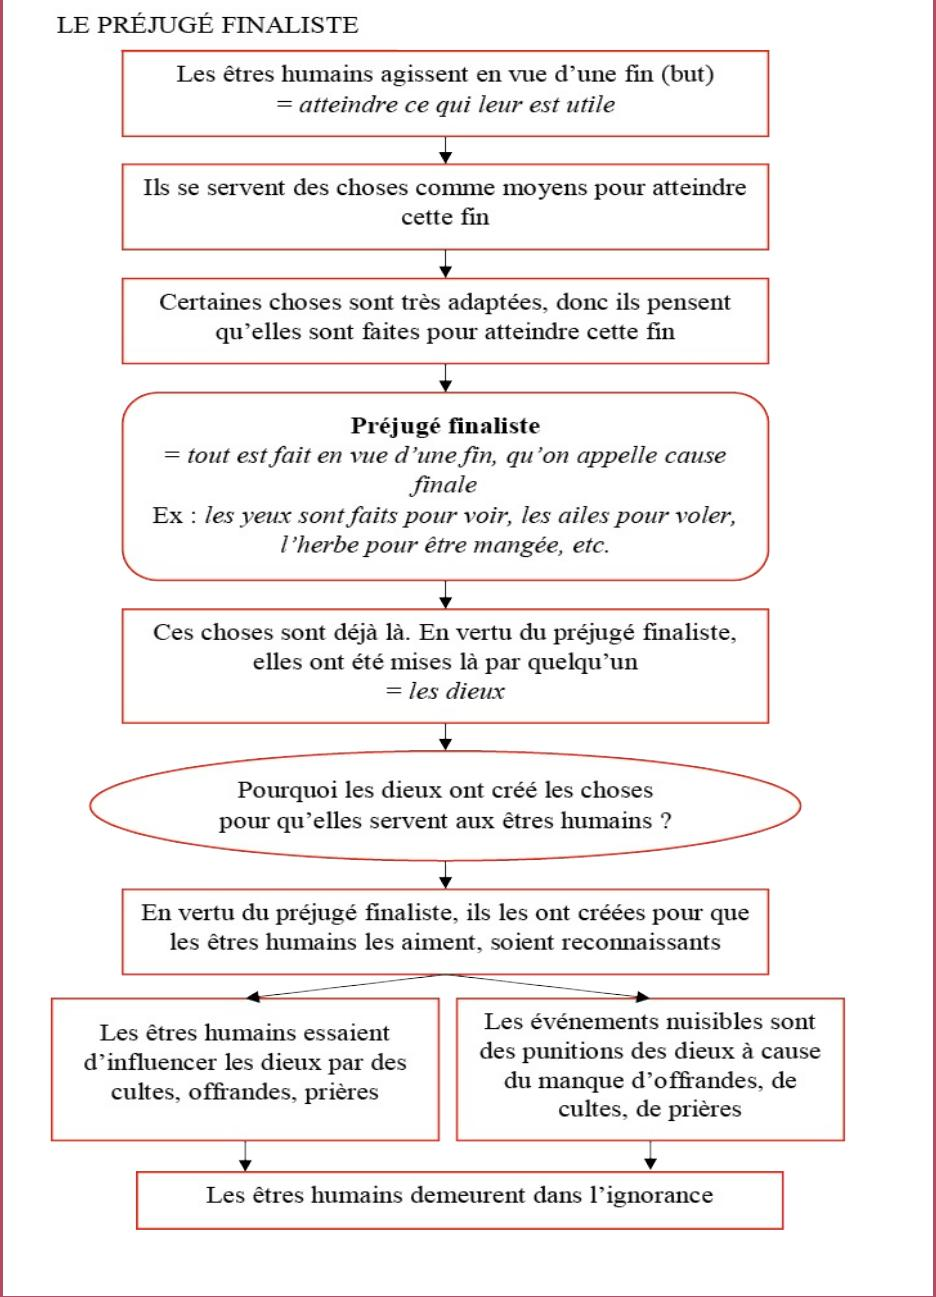 LE PRÉJUGÉ FINALISTE
Les êtres humains agissent en vue d’une fin (but)
= atteindre ce qui leur est utile
Ils se servent des choses comme moyens pour atteindre
cette fin
Certaines choses sont très adaptées, donc ils pensent
qu’elles sont faites pour atteindre cette fin
Préjugé finaliste
= tout est fait en vue d’une fin, qu’on appelle cause
finale
Ex : les yeux sont faits pour voir, les ailes pour voler,
l’herbe pour être mangée, etc.
Ces choses sont déjà là. En vertu du préjugé finaliste,
elles ont été mises là par quelqu’un
= les dieux
Pourquoi les dieux ont créé les choses
pour qu’elles servent aux êtres humains ?
En vertu du préjugé finaliste, ils les ont créées pour que
les êtres humains les aiment, soient reconnaissants
Les êtres humains essaient
d’influencer les dieux par des
cultes, offrandes, prières
Les événements nuisibles sont
des punitions des dieux à cause
du manque d’offrandes, de
cultes, de prières
Les êtres humains demeurent dans l’ignorance